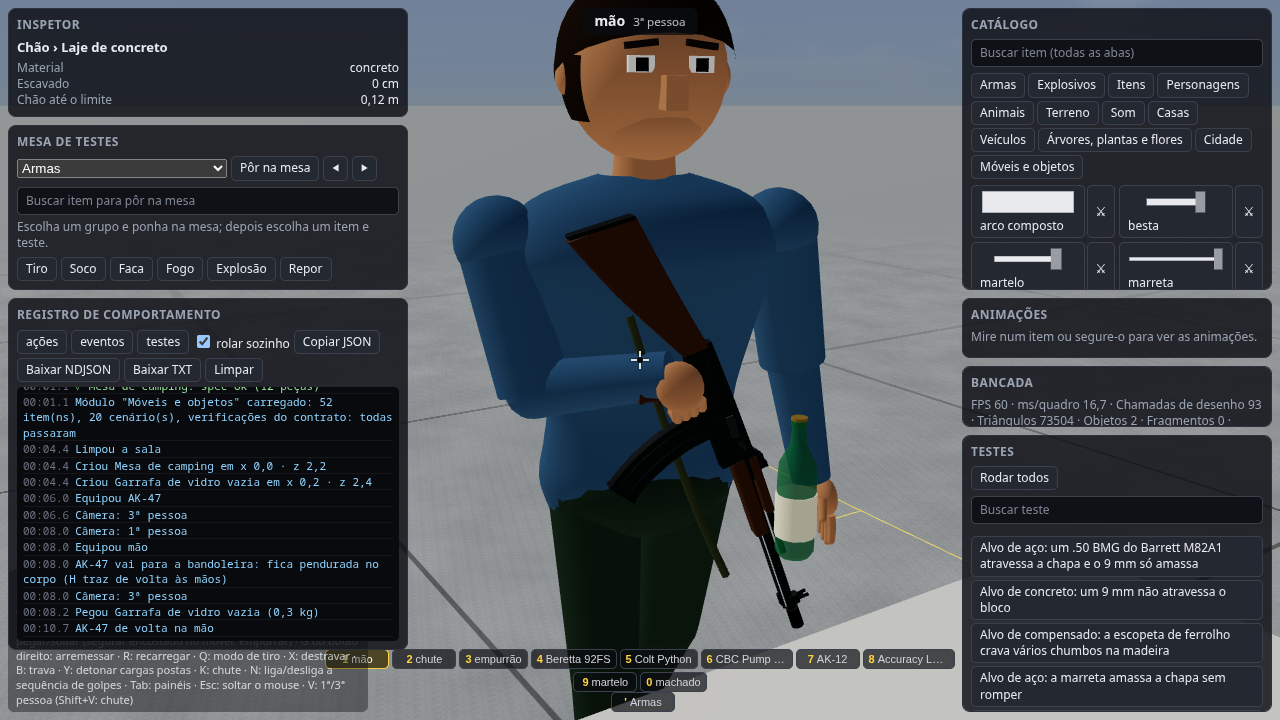 INSPETOR
Chão › Laje de concreto
Material concreto
Escavado 0 cm
Chão até o limite 0,12 m
MESA DE TESTES
Armas Pôr na mesa ◄ ►
Buscar item para pôr na mesa
Escolha um grupo e ponha na mesa; depois escolha um item e
teste.
Tiro Soco Faca Fogo Explosão Repor
REGISTRO DE COMPORTAMENTO
ações eventos testes rolar sozinho Copiar JSON
Baixar NDJSON Baixar TXT Limpar
00:01.1 ✓ Mesa de camping: spec ok (12 peças)
00:01.1 Módulo "Móveis e objetos" carregado: 52
item(ns), 20 cenário(s), verificações do contrato: todas
passaram
00:04.4 Limpou a sala
00:04.4 Criou Mesa de camping em x 0,0 · z 2,2
00:04.4 Criou Garrafa de vidro vazia em x 0,2 · z 2,4
00:06.0 Equipou AK-47
00:06.6 Câmera: 3ª pessoa
00:08.0 Câmera: 1ª pessoa
00:08.0 Equipou mão
00:08.0 AK-47 vai para a bandoleira: fica pendurada no
corpo (H traz de volta às mãos)
00:08.0 Câmera: 3ª pessoa
00:08.2 Pegou Garrafa de vidro vazia (0,3 kg)
00:10.7 AK-47 de volta na mão
direito: arremessar · R: recarregar · Q: modo de tiro · X: destravar
B: trava · Y: detonar cargas postas · K: chute · N: liga/desliga a
sequência de golpes · Tab: painéis · Esc: soltar o mouse · V: 1ª/3ª
pessoa (Shift+V: chute)
mão 3ª pessoa
mão
2 chute
3 empurrão
4 Beretta 92FS
5 Colt Python
6 CBC Pump …
7 AK-12
8 Accuracy L…
9 martelo
0 machado
' Armas
CATÁLOGO
Buscar item (todas as abas)
Armas Explosivos Itens Personagens
Animais Terreno Som Casas
Veículos Árvores, plantas e flores Cidade
Móveis e objetos
arco composto ⚔ besta ⚔
martelo ⚔ marreta ⚔
ANIMAÇÕES
Mire num item ou segure-o para ver as animações.
BANCADA
FPS 60 · ms/quadro 16,7 · Chamadas de desenho 93
· Triângulos 73504 · Objetos 2 · Fragmentos 0 ·
TESTES
Rodar todos
Buscar teste
Alvo de aço: um .50 BMG do Barrett M82A1
atravessa a chapa e o 9 mm só amassa
Alvo de concreto: um 9 mm não atravessa o
bloco
Alvo de compensado: a escopeta de ferrolho
crava vários chumbos na madeira
Alvo de aço: a marreta amassa a chapa sem
romper